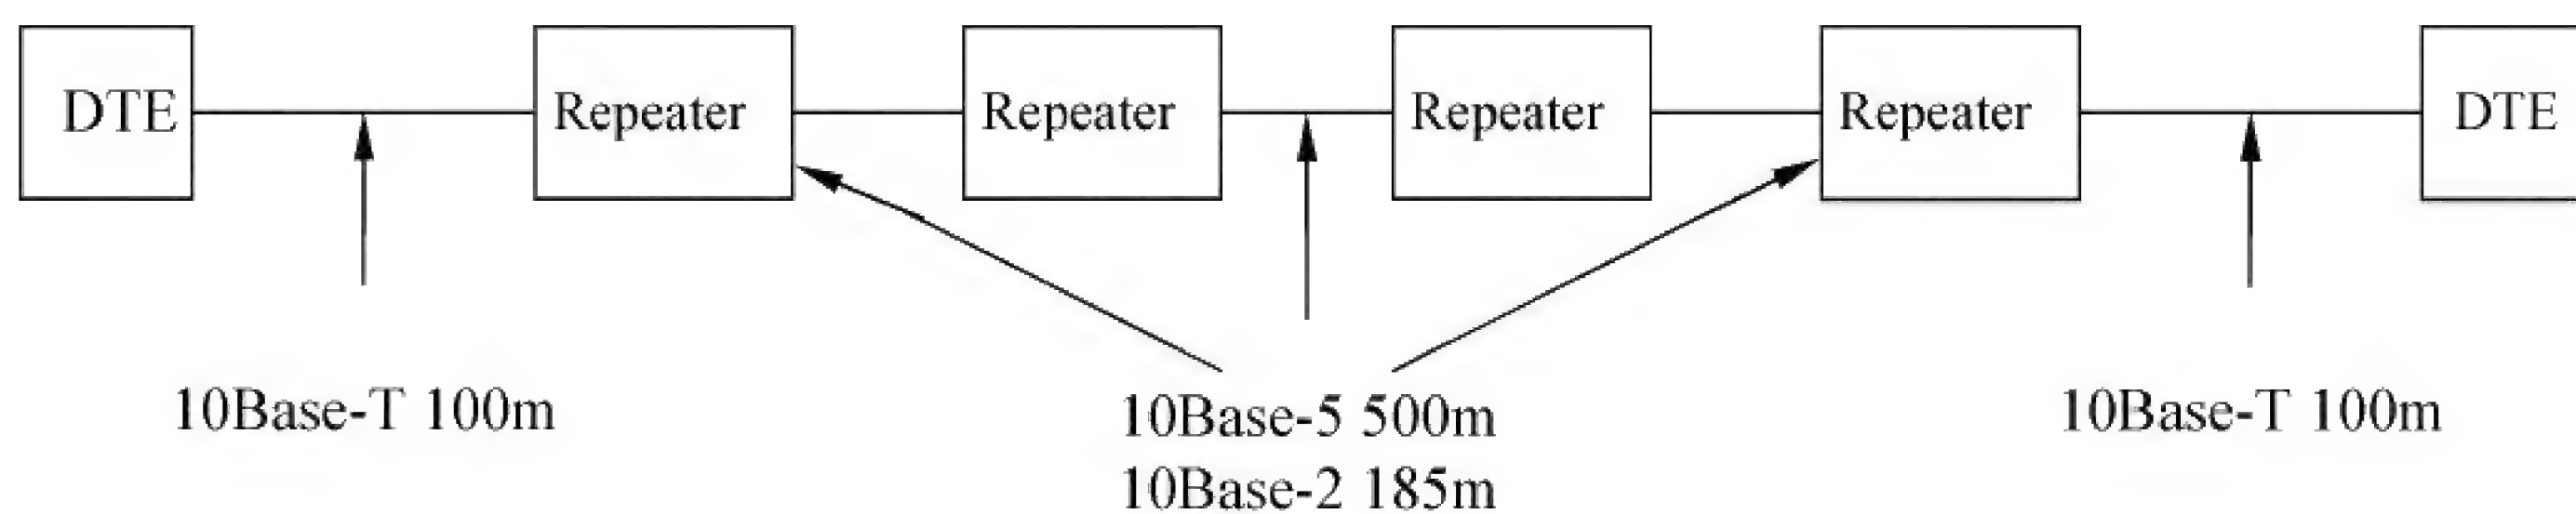 DTE Repeater Repeater Repeater Repeater DTE
10Base-T 100m 10Base-5 500m 10Base-T 100m
10Base-2 185m